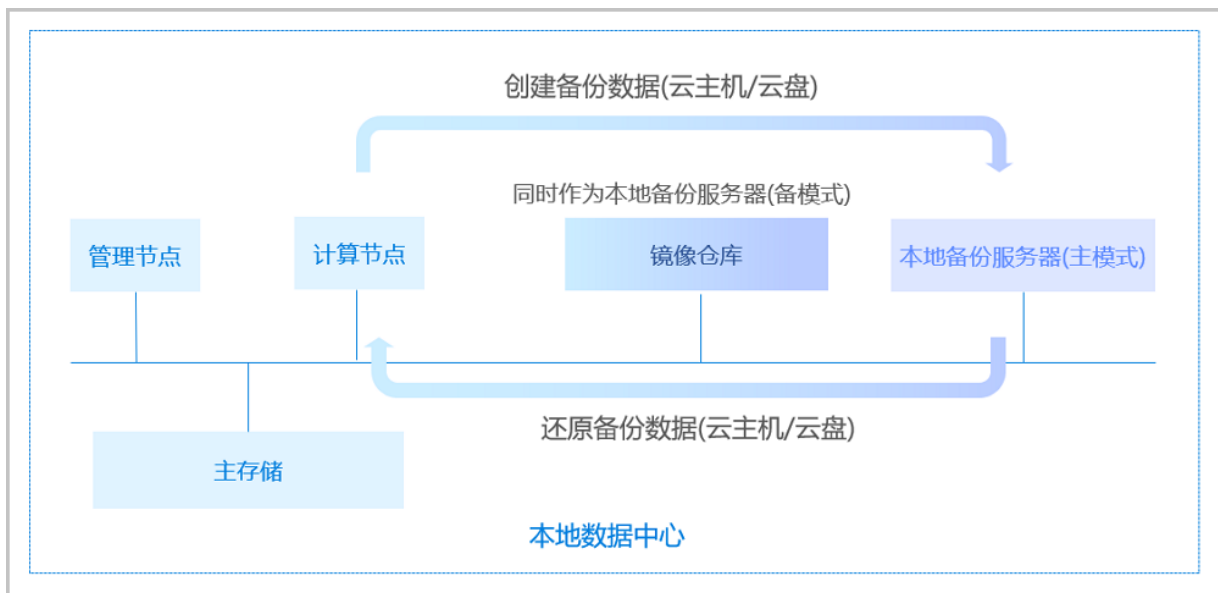 创建备份数据(云主机/云盘)
同时作为本地备份服务器(备模式)
管理节点
计算节点
镜像仓库
本地备份服务器(主模式)
还原备份数据(云主机/云盘)
主存储
本地数据中心